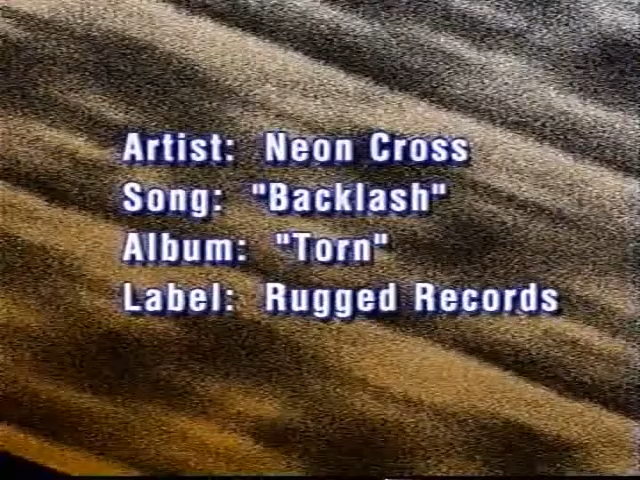 Artist: Neon Cross
Song: "Backlash"
Album: "Torn"
Label: Rugged Records